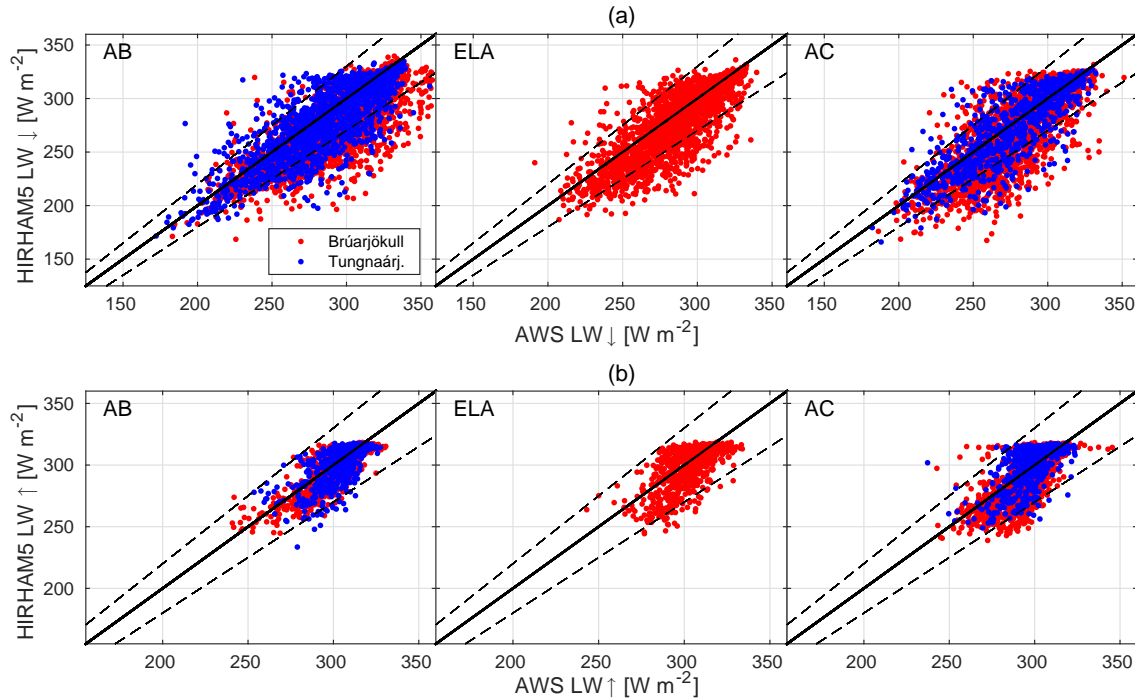 (a)
AB
ELA
AC
HIRHAM5 LW ↓ [W m-2]
350
300
250
200
150
Brúarjökull
Tungnaárj.
150 200 250 300 350
150 200 250 300 350
150 200 250 300 350
AWS LW ↓ [W m-2]
(b)
AB
ELA
AC
HIRHAM5 LW ↑ [W m-2]
350
300
250
200
200 250 300 350
200 250 300 350
200 250 300 350
AWS LW ↑ [W m-2]